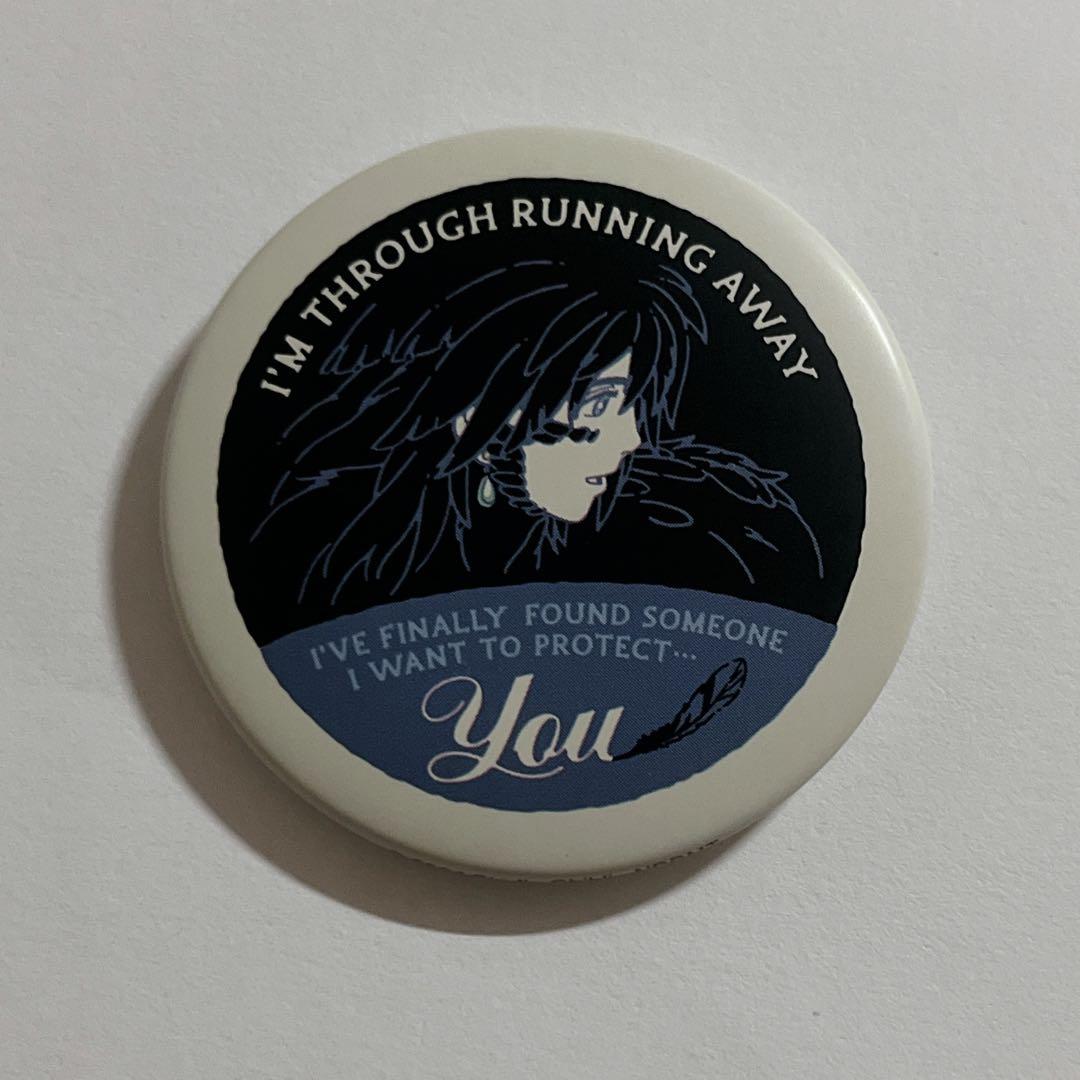 I'M THROUGH RUNNING AWAY
I'VE FINALLY FOUND SOMEONE
I WANT TO PROTECT...
You